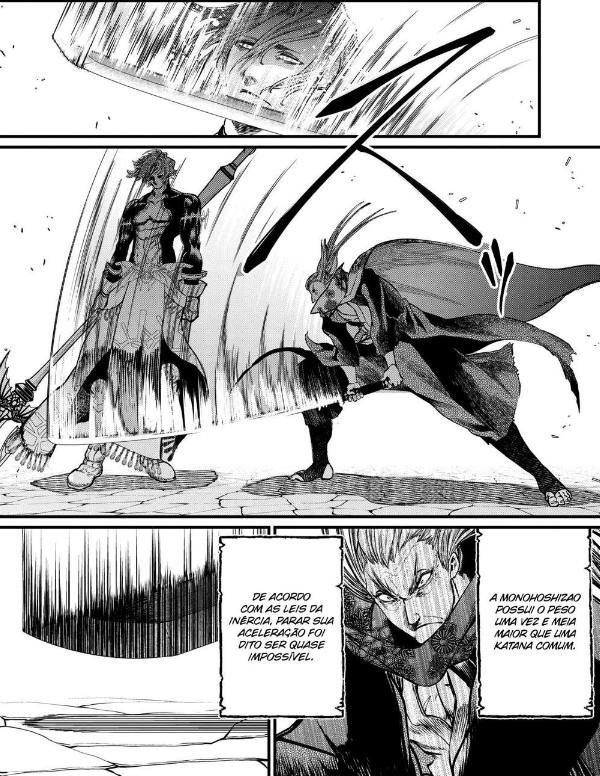 A MONOHOSHIZAO
POSSUI O PESO
UMA VEZ E MEIA
MAIOR QUE UMA
KATANA COMUM.
DE ACORDO
COM AS LEIS DA
INÉRCIA, PARAR SUA
ACELERAÇÃO FOI
DITO SER QUASE
IMPOSSÍVEL.